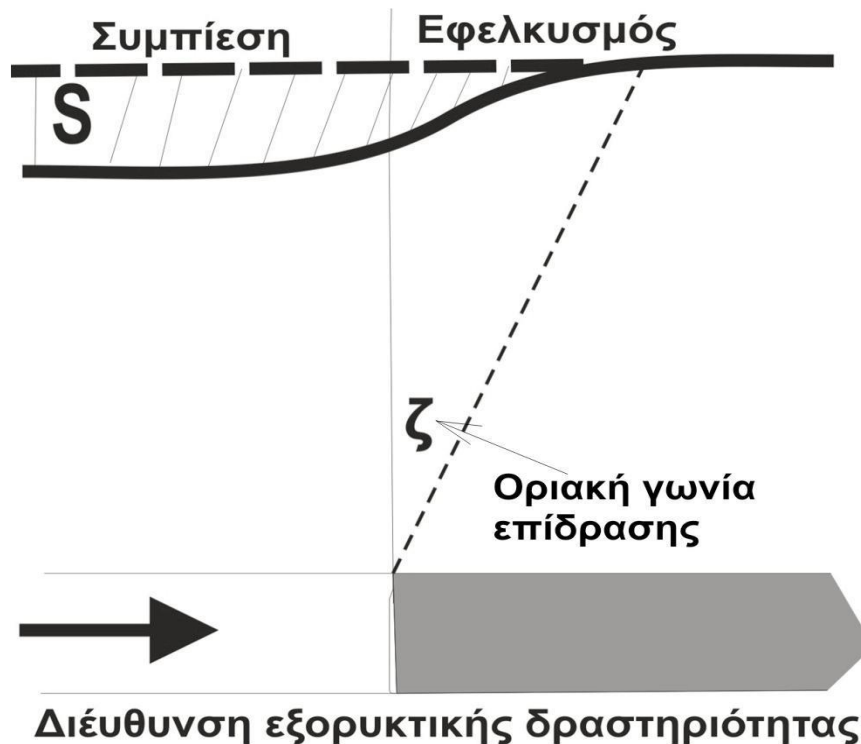 Συμπίεση
Εφελκυσμός
S
ζ
Οριακή γωνία
επίδρασης
Διέυθυνση εξορυκτικής δραστηριότητας